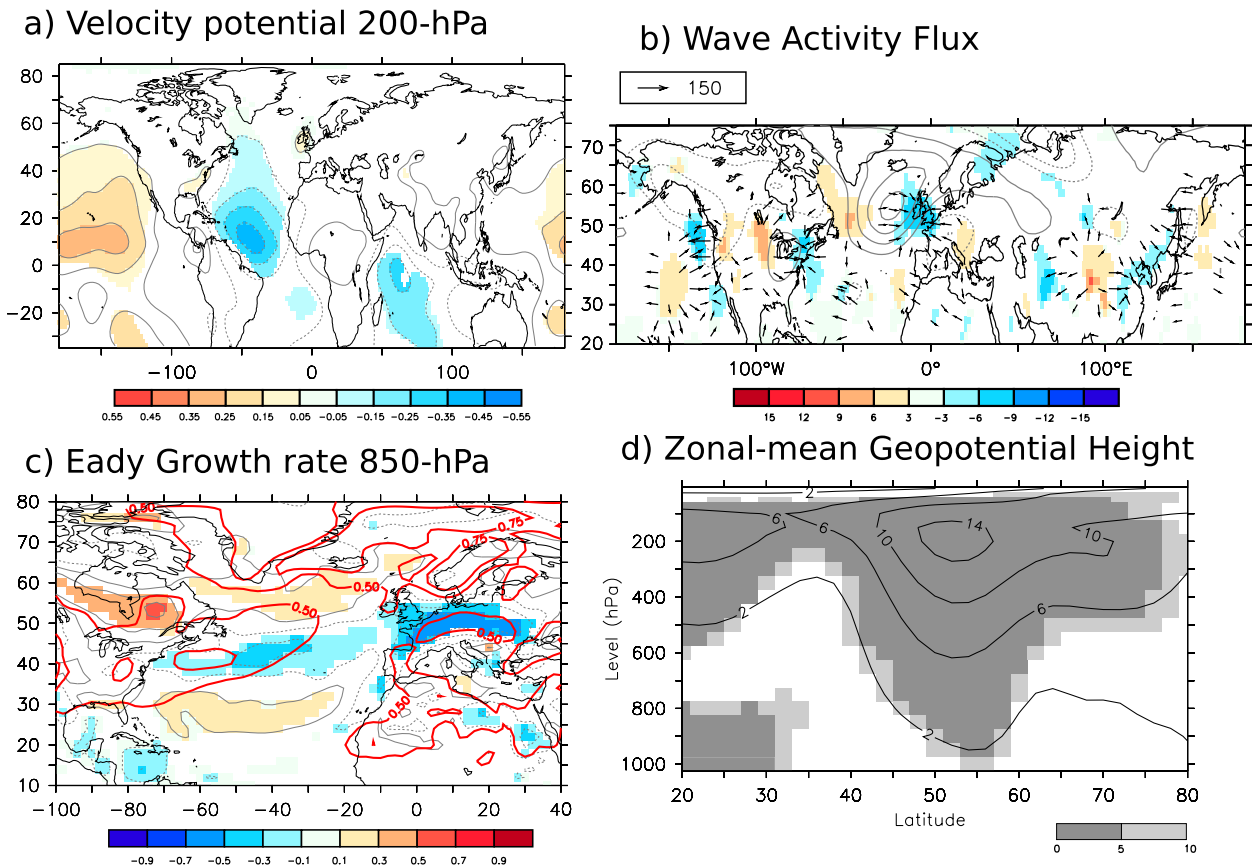 a) Velocity potential 200-hPa
80
60
40
20
0
−20
−100 0 100
0.55 0.45 0.35 0.25 0.15 0.05 -0.05 -0.15 -0.25 -0.35 -0.45 -0.55
b) Wave Activity Flux
150
70
60
50
40
30
20
100°W 0° 100°E
15 12 9 6 3 -3 -6 -9 -12 -15
c) Eady Growth rate 850-hPa
80
70
60
50
40
30
20
10
0.50
0.75
0.75
0.50
0.50
0.50
0.50
−100 −80 −60 −40 −20 0 20 40
-0.9 -0.7 -0.5 -0.3 -0.1 0.1 0.3 0.5 0.7 0.9
d) Zonal-mean Geopotential Height
Level (hPa)
200
400
600
800
1000
2
6 6 14
10 10
2 6
2
20 30 40 50 60 70 80
Latitude
0 5 10